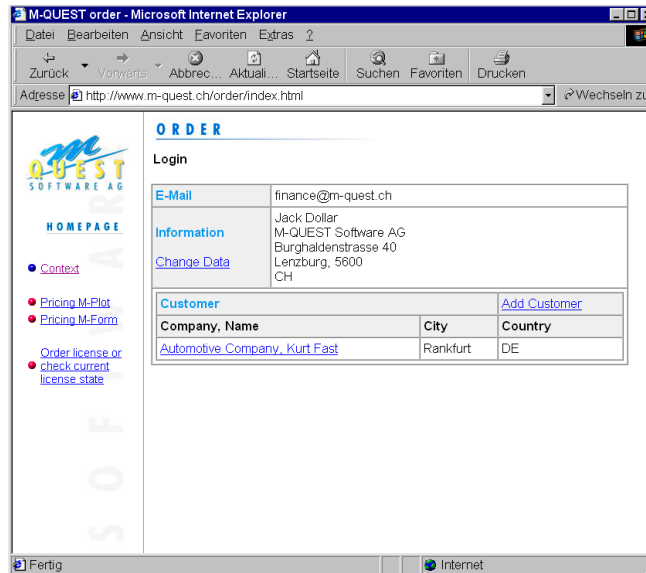 M-QUEST order - Microsoft Internet Explorer
Datei Bearbeiten Ansicht Favoriten Extras ?
Zurück Vorwärts Abbrec... Aktuali... Startseite Suchen Favoriten Drucken
Adresse http://www.m-quest.ch/order/index.html Wechseln zu
m
QUEST
SOFTWARE AG
HOMEPAGE
Context
Pricing M-Plot
Pricing M-Form
Order license or
check current
license state
ORDER
Login
E-Mail finance@m-quest.ch
Information
Change Data
Jack Dollar
M-QUEST Software AG
Burghaldenstrasse 40
Lenzburg, 5600
CH
Customer Add Customer
Company, Name City Country
Automotive Company, Kurt Fast Rankfurt DE
Fertig Internet